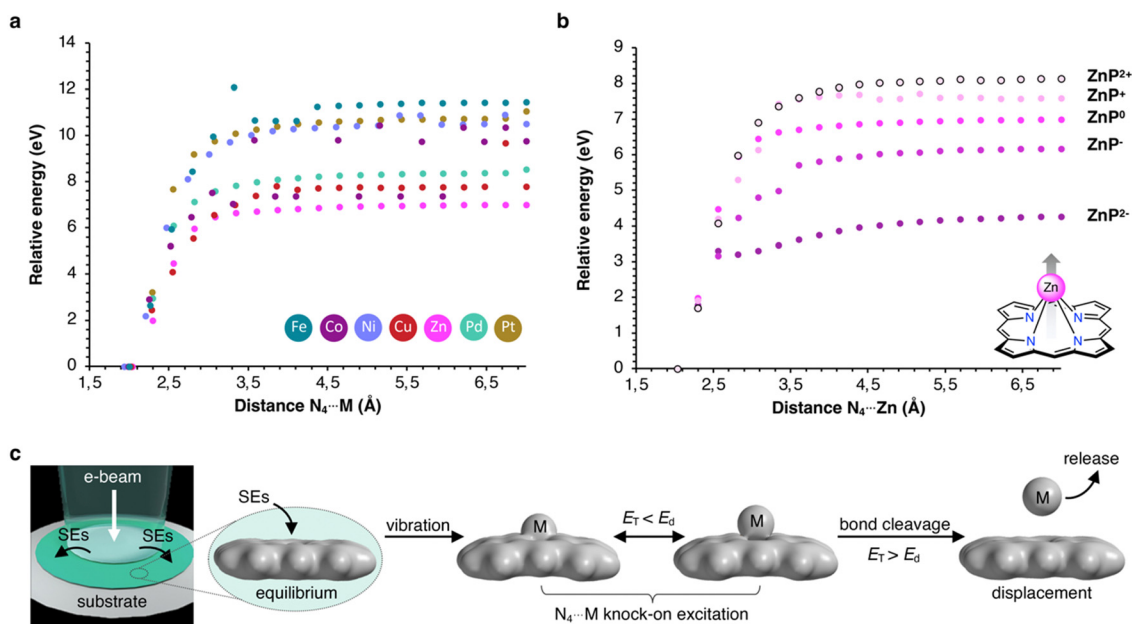 a
14
12
10
8
6
4
2
0
Relative energy (eV)
Fe Co Ni Cu Zn Pd Pt
1,5 2,5 3,5 4,5 5,5 6,5
Distance N₄···M (Å)
b
9
8
7
6
5
4
3
2
1
0
Relative energy (eV)
ZnP²⁺
ZnP⁺
ZnP⁰
ZnP⁻
ZnP²⁻
Zn
N N
N N
1,5 2,5 3,5 4,5 5,5 6,5
Distance N₄···Zn (Å)
c
e-beam
SEs SEs
substrate
SEs
equilibrium
vibration
M
E_T < E_d
M
N₄···M knock-on excitation
bond cleavage
E_T > E_d
M
release
displacement